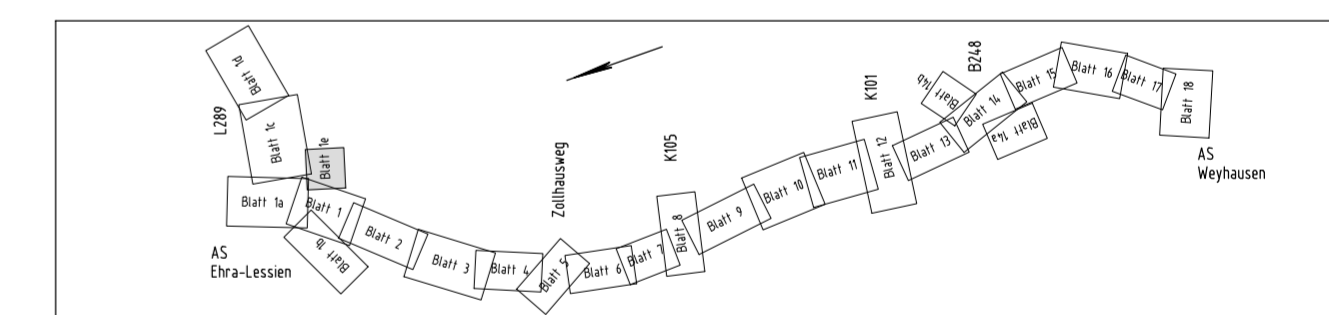 Blatt 1d
L289
Blatt 1c
Blatt 1e
Blatt 1a
Blatt 1
Blatt 1b
AS
Ehra-Lessien
Blatt 2
Blatt 3
Blatt 4
Zollhausweg
Blatt 5
Blatt 6
Blatt 7
K105
Blatt 8
Blatt 9
Blatt 10
Blatt 11
K101
Blatt 12
Blatt 13
Blatt 14b
B248
Blatt 14
Blatt 14a
Blatt 15
Blatt 16
Blatt 17
Blatt 18
AS
Weyhausen